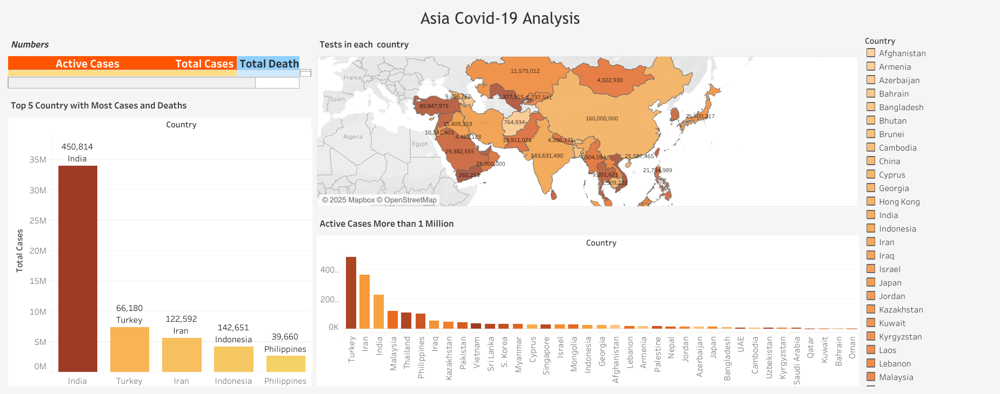 Asia Covid-19 Analysis
Numbers
Active Cases Total Cases Total Death
Top 5 Country with Most Cases and Deaths
Country
Total Cases
35M
30M
25M
20M
15M
10M
5M
0M
450,814
India
66,180
Turkey
122,592
Iran
142,651
Indonesia
39,660
Philippines
India Turkey Iran Indonesia Philippines
Tests in each country
France
Spain
Algeria
Egypt
Iran
11,575,012
4,022,930
9,296,762
1,377,915
1,737,541
89,847,975
160,000,000
25,400,317
15,409,353
764,934
10,341,403
4,461,123
19,911,021
4,296,171
29,382,555
583,631,490
4,504,094
25,587,465
25,000,000
265,253
9,201,621
21,784,989
2,509,222
© 2025 Mapbox © OpenStreetMap
Active Cases More than 1 Million
Country
400..
200..
0K
Turkey
Iran
India
Malaysia
Thailand
Philippines
Iraq
Kazakhstan
Pakistan
Vietnam
Sri Lanka
S. Korea
Myanmar
Cyprus
Singapore
Israel
Mongolia
Indonesia
Georgia
Afghanistan
Lebanon
Armenia
Palestine
Nepal
Jordan
Azerbaijan
Japan
Bangladesh
UAE
Cambodia
Uzbekistan
Kyrgyzstan
Saudi Arabia
Qatar
Kuwait
Bahrain
Oman
Country
Afghanistan
Armenia
Azerbaijan
Bahrain
Bangladesh
Bhutan
Brunei
Cambodia
China
Cyprus
Georgia
Hong Kong
India
Indonesia
Iran
Iraq
Israel
Japan
Jordan
Kazakhstan
Kuwait
Kyrgyzstan
Laos
Lebanon
Malaysia